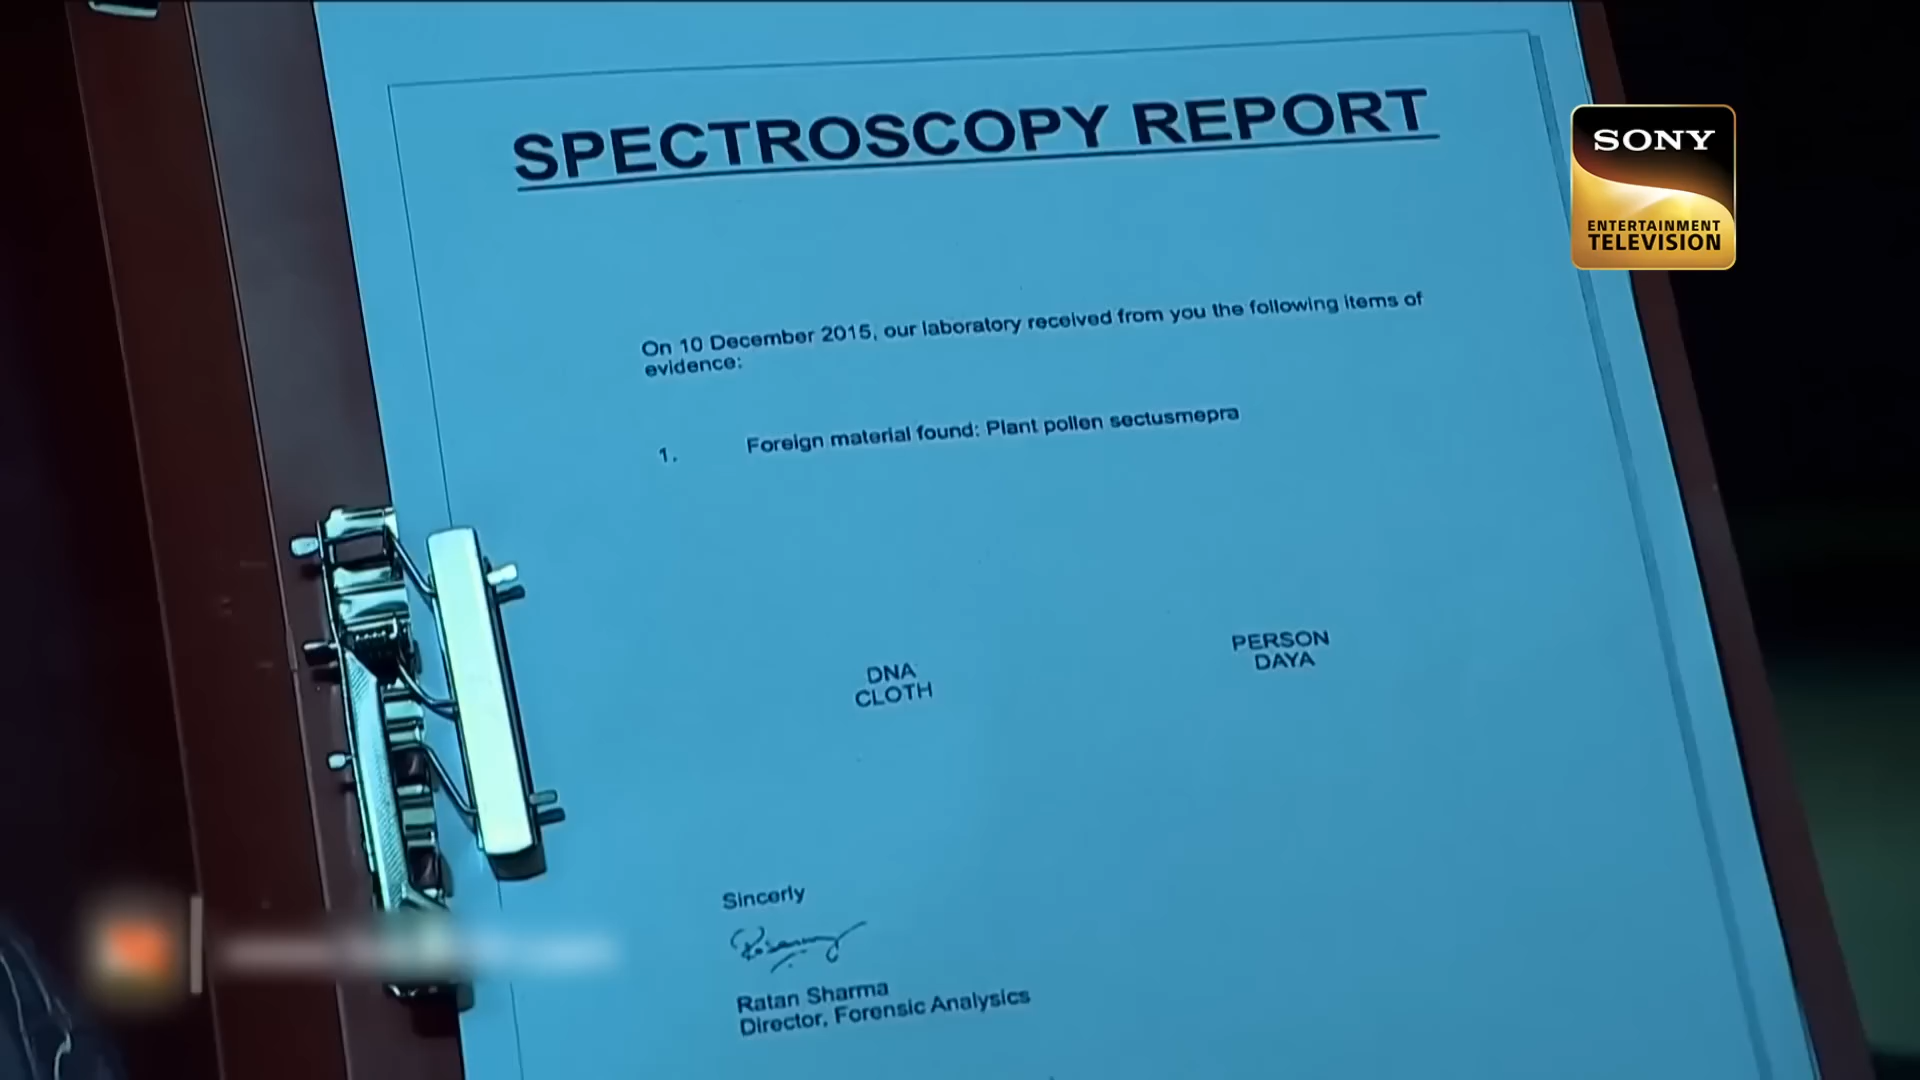 SPECTROSCOPY REPORT
SONY
ENTERTAINMENT
TELEVISION
On 10 December 2015, our laboratory received from you the following items of
evidence:
1. Foreign material found: Plant pollen sectusmepra
DNA
CLOTH
PERSON
DAYA
Sincerly
Ratan Sharma
Director, Forensic Analysics